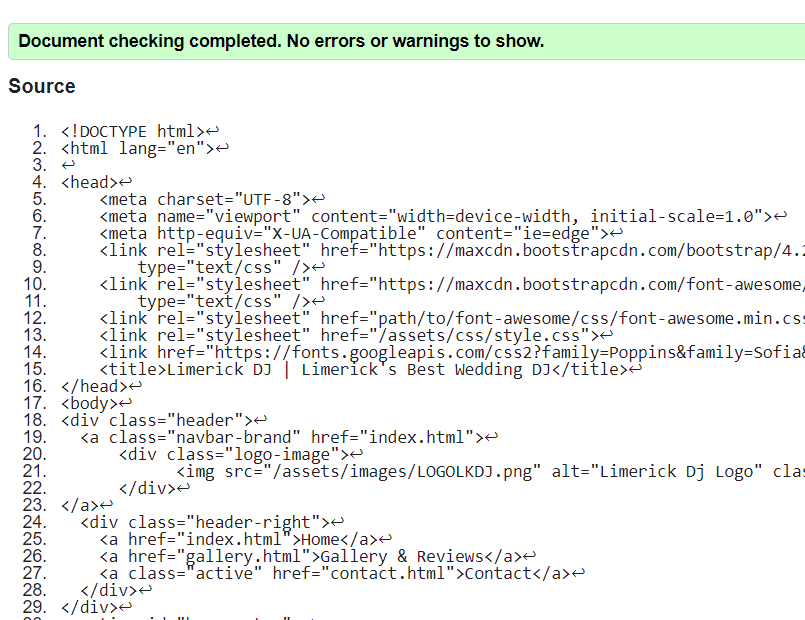 Document checking completed. No errors or warnings to show.
Source
1. <!DOCTYPE html>↩
2. <html lang="en">↩
3. ↩
4. <head>↩
5. <meta charset="UTF-8">↩
6. <meta name="viewport" content="width=device-width, initial-scale=1.0">↩
7. <meta http-equiv="X-UA-Compatible" content="ie=edge">↩
8. <link rel="stylesheet" href="https://maxcdn.bootstrapcdn.com/bootstrap/4.2
9. type="text/css" />↩
10. <link rel="stylesheet" href="https://maxcdn.bootstrapcdn.com/font-awesome/
11. type="text/css" />↩
12. <link rel="stylesheet" href="path/to/font-awesome/css/font-awesome.min.css
13. <link rel="stylesheet" href="/assets/css/style.css">↩
14. <link href="https://fonts.googleapis.com/css2?family=Poppins&family=Sofia&
15. <title>Limerick DJ | Limerick's Best Wedding DJ</title>↩
16. </head>↩
17. <body>↩
18. <div class="header">↩
19. <a class="navbar-brand" href="index.html">↩
20. <div class="logo-image">↩
21. <img src="/assets/images/LOGOLKDJ.png" alt="Limerick Dj Logo" clas
22. </div>↩
23. </a>↩
24. <div class="header-right">↩
25. <a href="index.html">Home</a>↩
26. <a href="gallery.html">Gallery & Reviews</a>↩
27. <a class="active" href="contact.html">Contact</a>↩
28. </div>↩
29. </div>↩